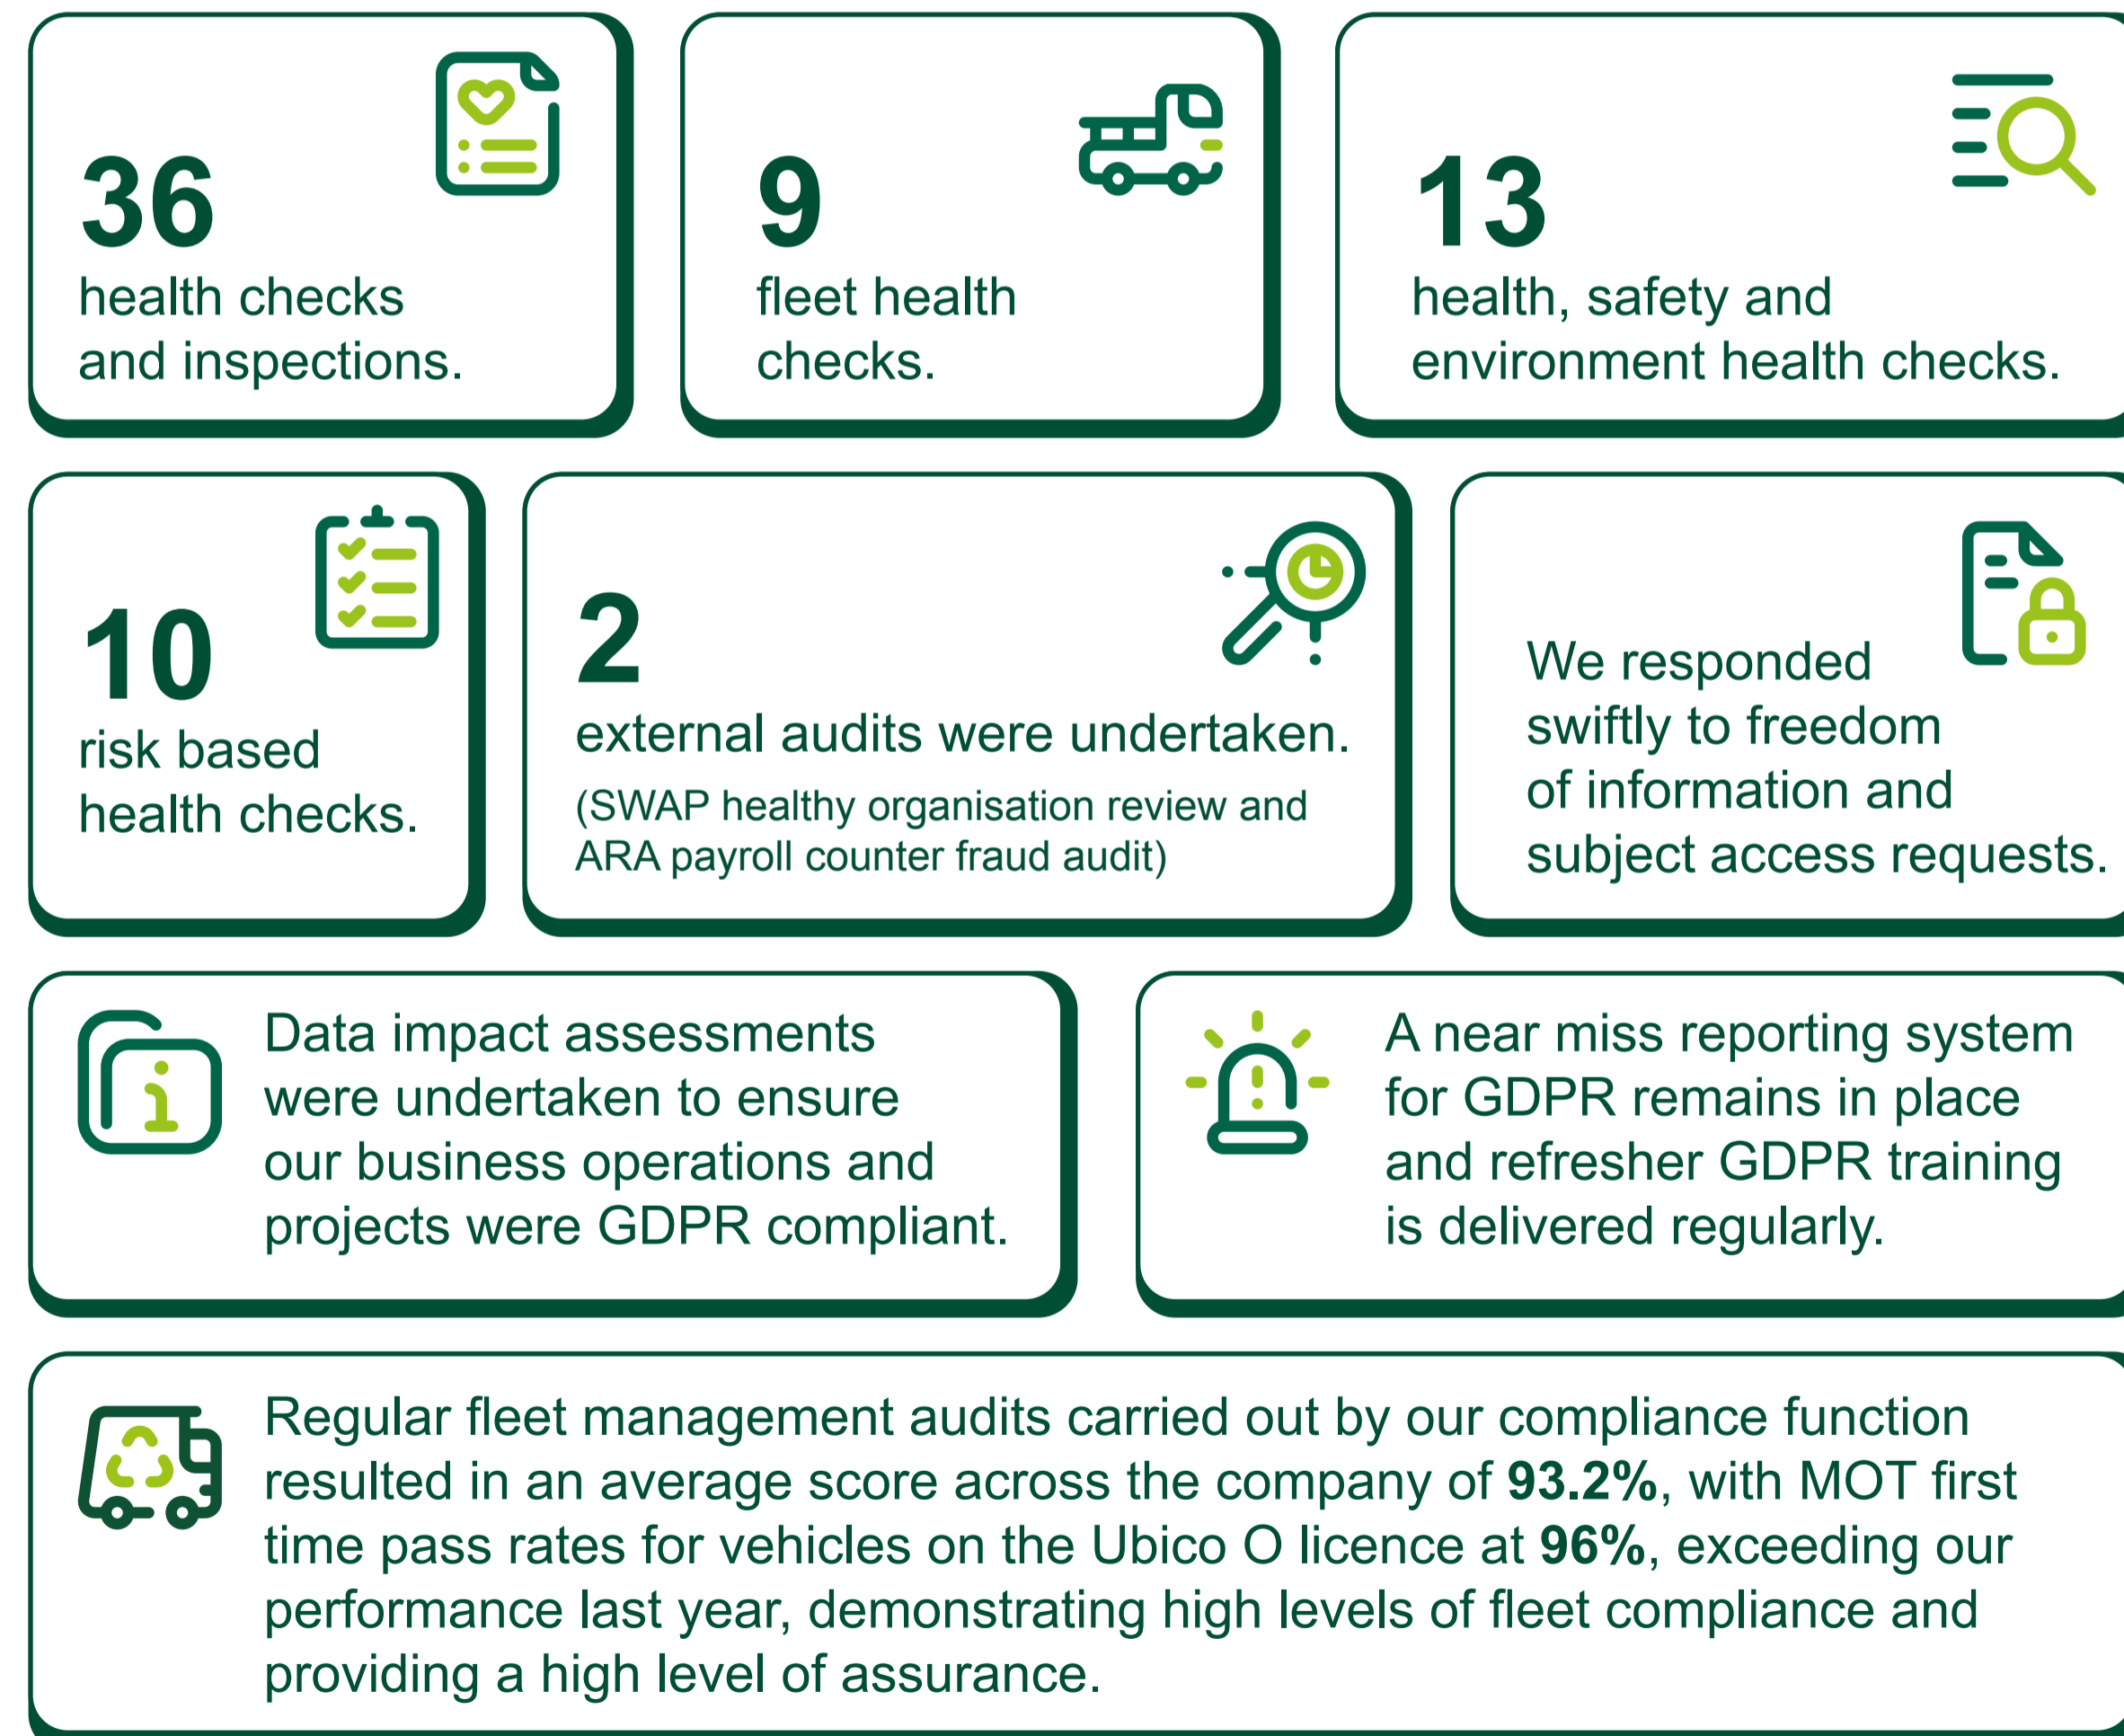 36
health checks
and inspections.
9
fleet health
checks.
13
health, safety and
environment health checks.
10
risk based
health checks.
2
external audits were undertaken.
(SWAP healthy organisation review and
ARA payroll counter fraud audit)
We responded
swiftly to freedom
of information and
subject access requests.
Data impact assessments
were undertaken to ensure
our business operations and
projects were GDPR compliant.
A near miss reporting system
for GDPR remains in place
and refresher GDPR training
is delivered regularly.
Regular fleet management audits carried out by our compliance function
resulted in an average score across the company of 93.2%, with MOT first
time pass rates for vehicles on the Ubico O licence at 96%, exceeding our
performance last year, demonstrating high levels of fleet compliance and
providing a high level of assurance.